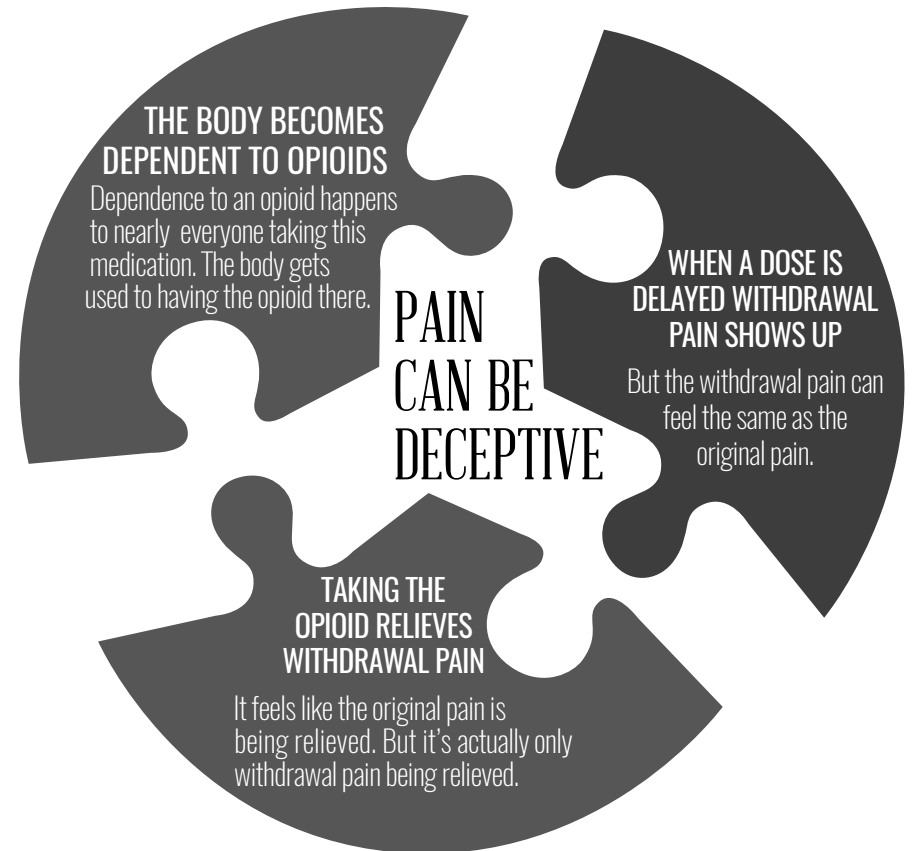 THE BODY BECOMES
DEPENDENT TO OPIOIDS
Dependence to an opioid happens
to nearly everyone taking this
medication. The body gets
used to having the opioid there.
PAIN
CAN BE
DECEPTIVE
WHEN A DOSE IS
DELAYED WITHDRAWAL
PAIN SHOWS UP
But the withdrawal pain can
feel the same as the
original pain.
TAKING THE
OPIOID RELIEVES
WITHDRAWAL PAIN
It feels like the original pain is
being relieved. But it’s actually only
withdrawal pain being relieved.